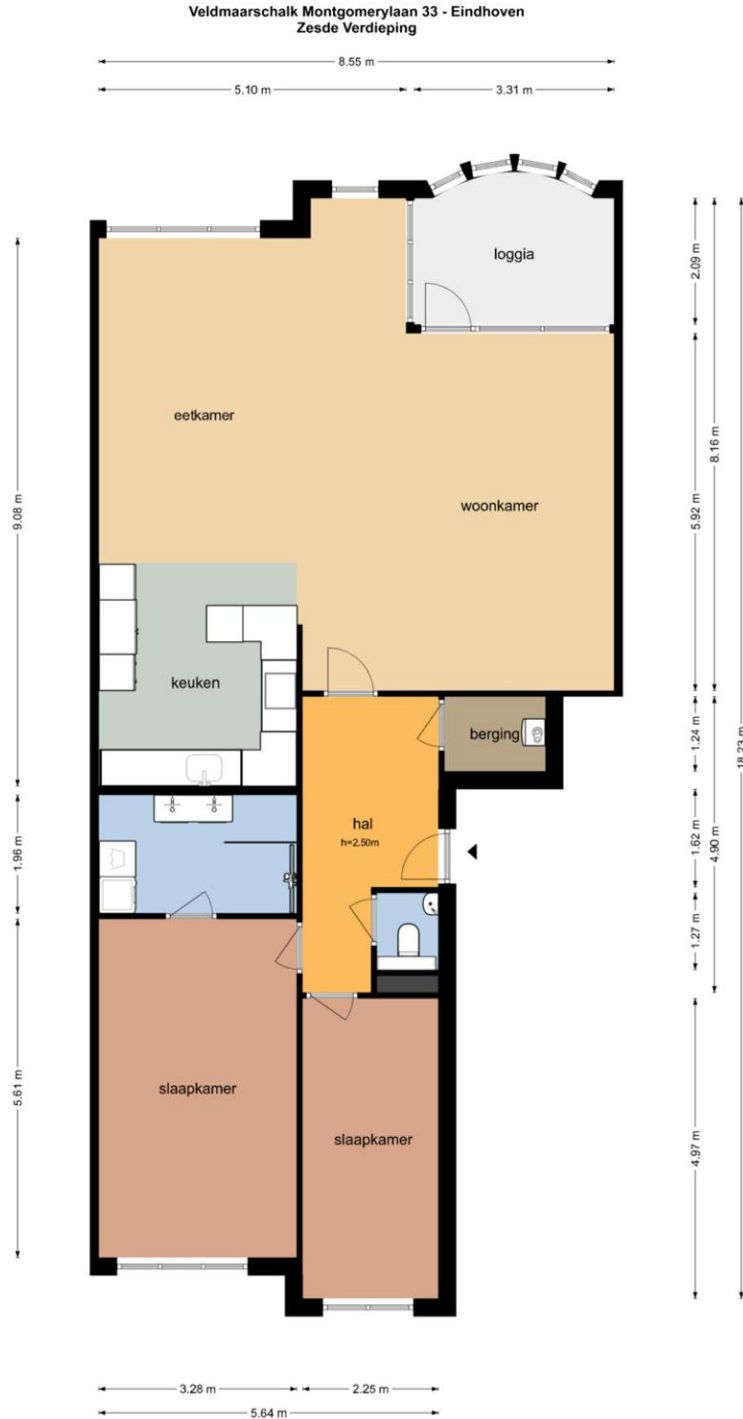 Veldmaarschalk Montgomerylaan 33 - Eindhoven
Zesde Verdieping
8.55 m
5.10 m
3.31 m
loggia
2.09 m
eetkamer
8.16 m
woonkamer
5.92 m
9.08 m
keuken
berging
1.24 m
18.23 m
hal
h=2.50m
1.96 m
1.62 m
4.90 m
1.27 m
slaapkamer
5.61 m
slaapkamer
4.97 m
3.28 m
2.25 m
5.64 m